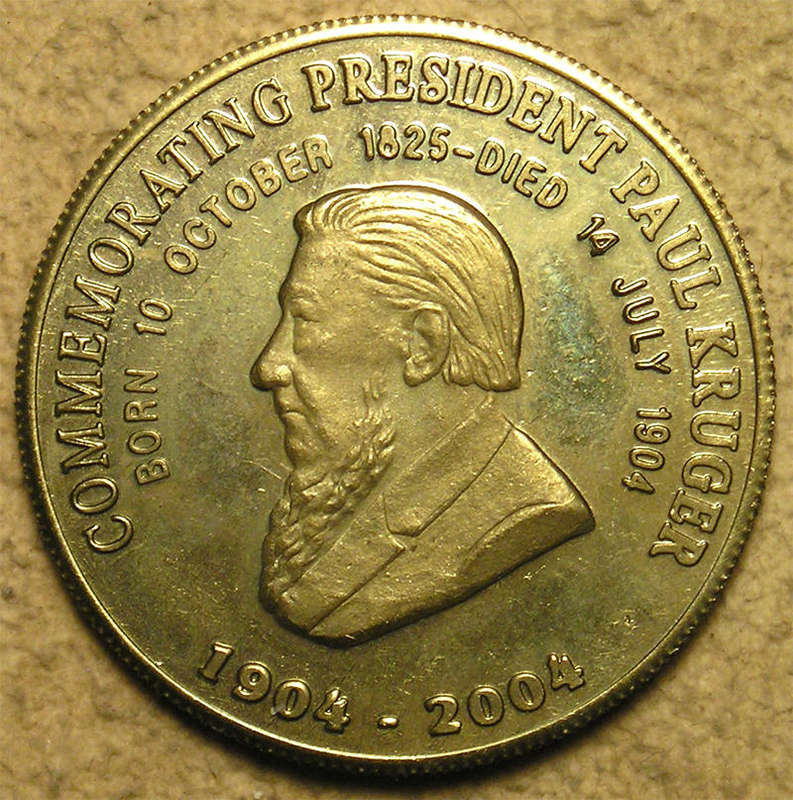 COMMEMORATING PRESIDENT PAUL KRUGER
BORN 10 OCTOBER 1825-DIED 14 JULY 1904
1904 - 2004